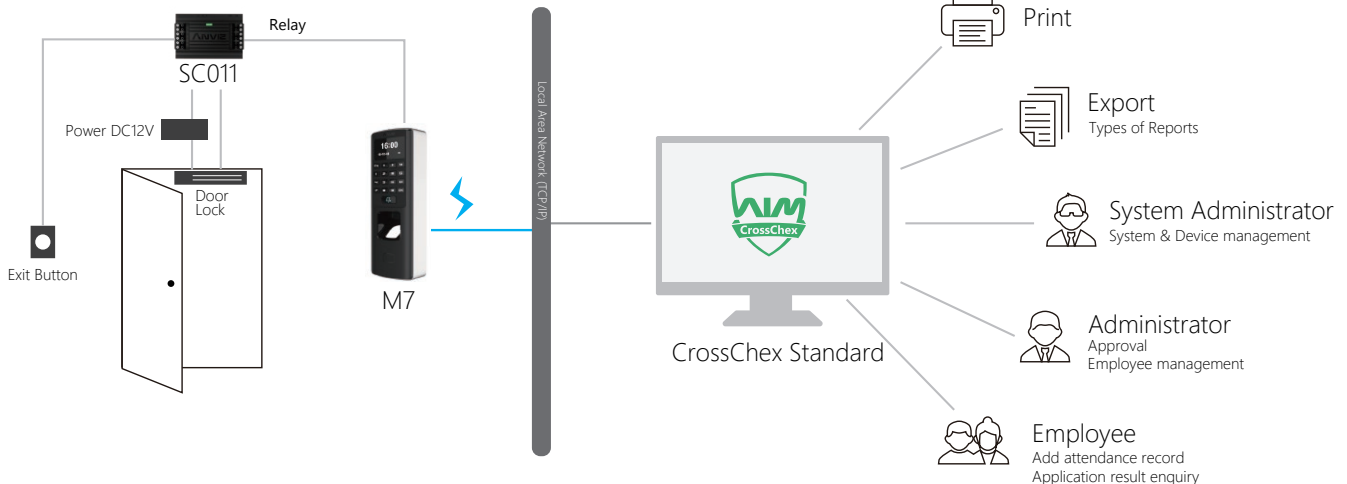 Relay
ANVIZ
SC011
Power DC12V
Door
Lock
Exit Button
16:00
M7
Local Area Network (TCP/IP)
AIM
CrossChex
CrossChex Standard
Print
Export
Types of Reports
System Administrator
System & Device management
Administrator
Approval
Employee management
Employee
Add attendance record
Application result enquiry